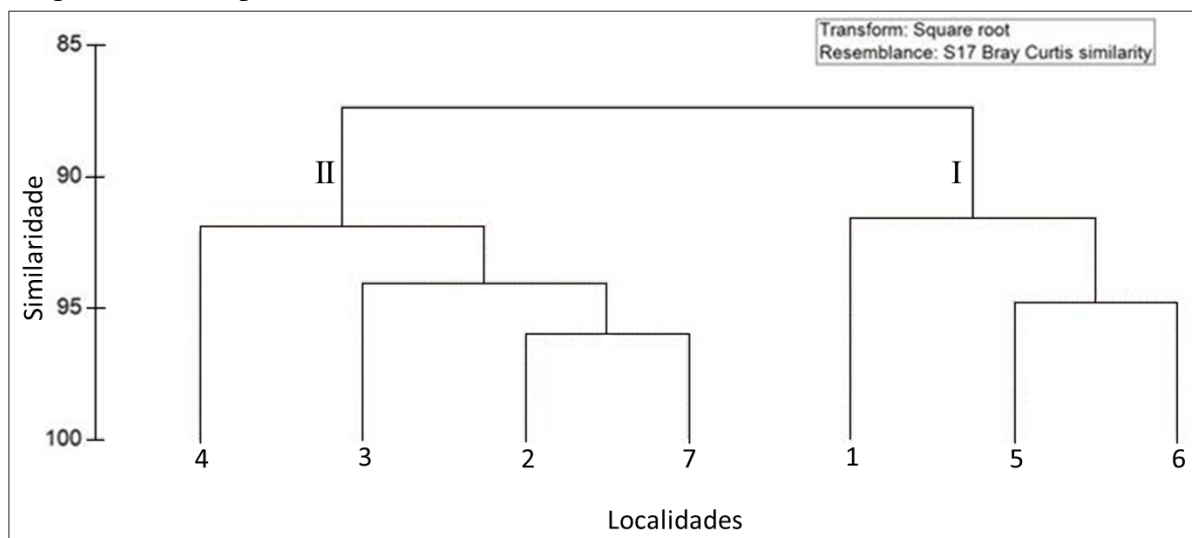 Transform: Square root
Resemblance: S17 Bray Curtis similarity
85
90
95
100
Similaridade
II
I
4 3 2 7 1 5 6
Localidades